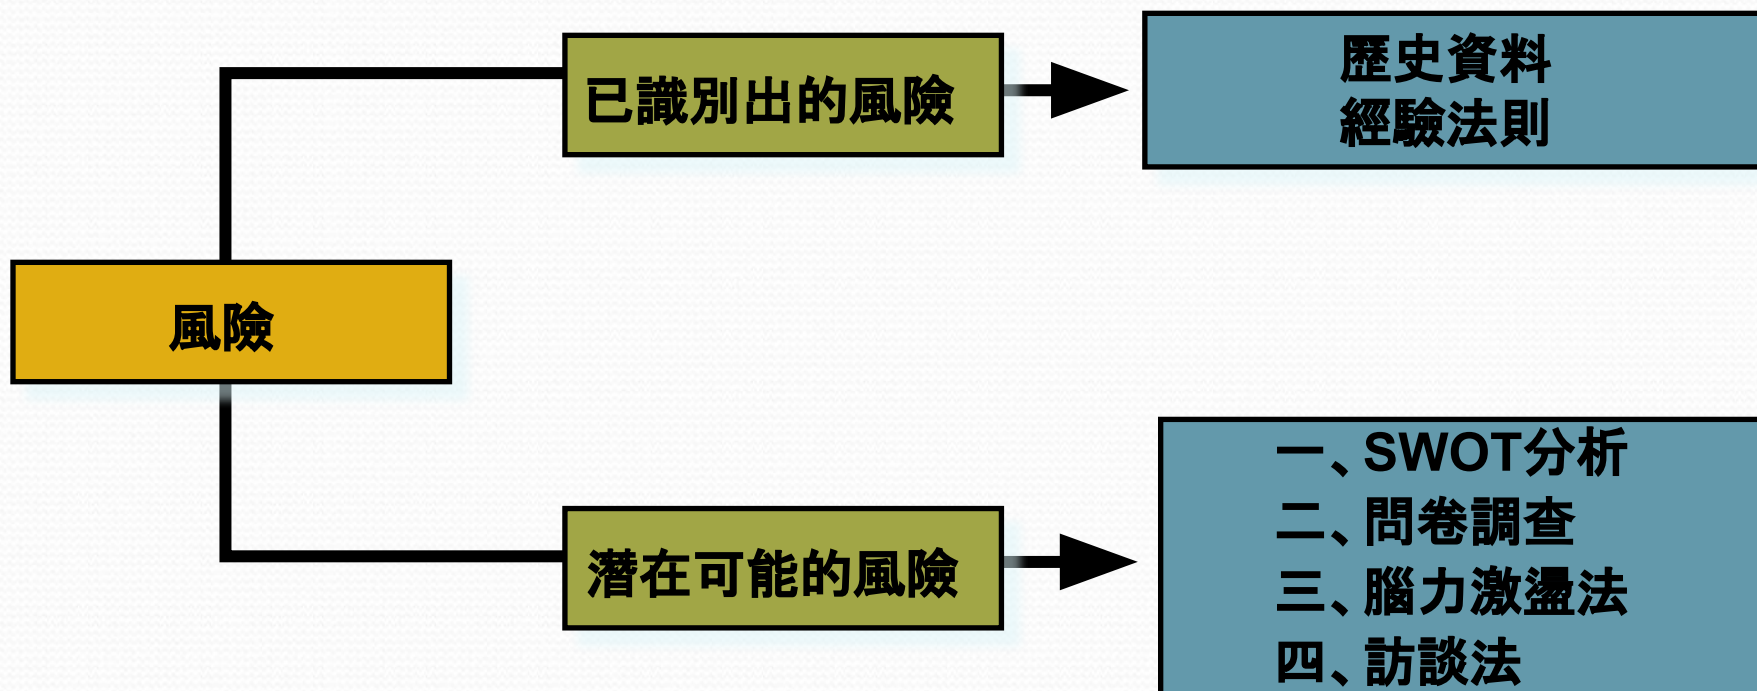 已識別出的風險
歷史資料
經驗法則
風險
潛在可能的風險
一、SWOT分析
二、問卷調查
三、腦力激盪法
四、訪談法